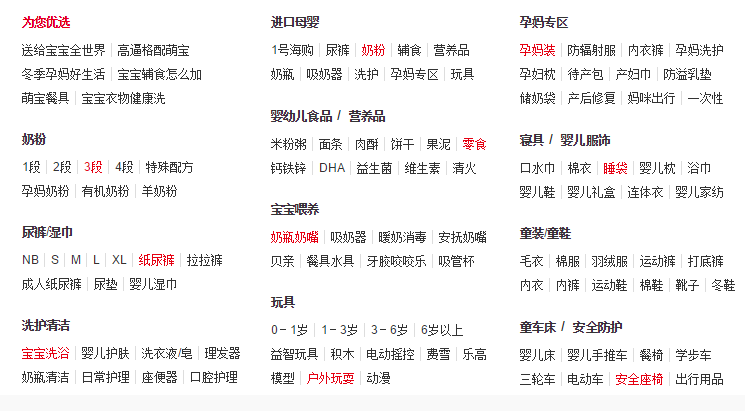 为您优选
送给宝宝全世界 高逼格配萌宝
冬季孕妈好生活 宝宝辅食怎么加
萌宝餐具 宝宝衣物健康洗
奶粉
1段 2段 3段 4段 特殊配方
孕妈奶粉 有机奶粉 羊奶粉
尿裤/湿巾
NB S M L XL 纸尿裤 拉拉裤
成人纸尿裤 尿垫 婴儿湿巾
洗护清洁
宝宝洗浴 婴儿护肤 洗衣液/皂 理发器
奶瓶清洁 日常护理 座便器 口腔护理
进口母婴
1号海购 尿裤 奶粉 辅食 营养品
奶瓶 吸奶器 洗护 孕妈专区 玩具
婴幼儿食品 / 营养品
米粉粥 面条 肉酥 饼干 果泥 零食
钙铁锌 DHA 益生菌 维生素 清火
宝宝喂养
奶瓶奶嘴 吸奶器 暖奶消毒 安抚奶嘴
贝亲 餐具水具 牙胶咬咬乐 吸管杯
玩具
0－1岁 1－3岁 3－6岁 6岁以上
益智玩具 积木 电动摇控 费雪 乐高
模型 户外玩耍 动漫
孕妈专区
孕妈装 防辐射服 内衣裤 孕妈洗护
孕妇枕 待产包 产妇巾 防溢乳垫
储奶袋 产后修复 妈咪出行 一次性
寝具 / 婴儿服饰
口水巾 棉衣 睡袋 婴儿枕 浴巾
婴儿鞋 婴儿礼盒 连体衣 婴儿家纺
童装/童鞋
毛衣 棉服 羽绒服 运动裤 打底裤
内衣 内裤 运动鞋 棉鞋 靴子 冬鞋
童车床 / 安全防护
婴儿床 婴儿手推车 餐椅 学步车
三轮车 电动车 安全座椅 出行用品